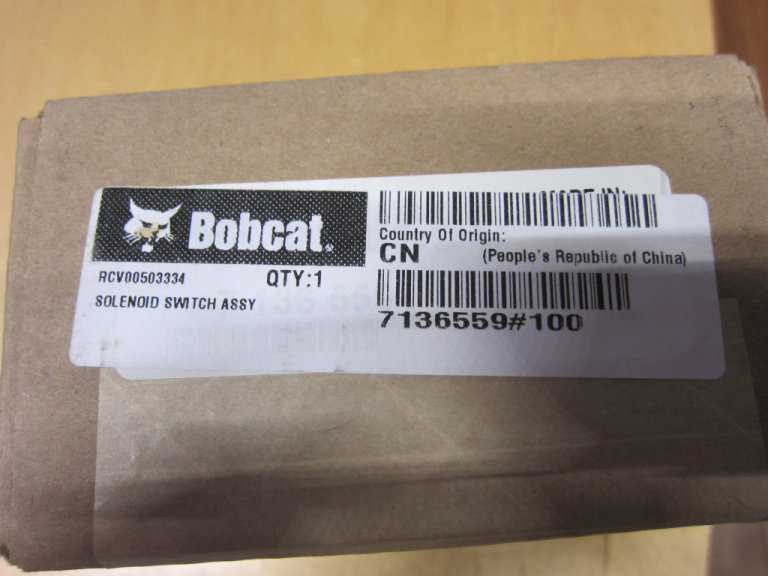 Bobcat.
RCV00503334 QTY:1
SOLENOID SWITCH ASSY
Country Of Origin:
CN (People's Republic of China)
7136559#100